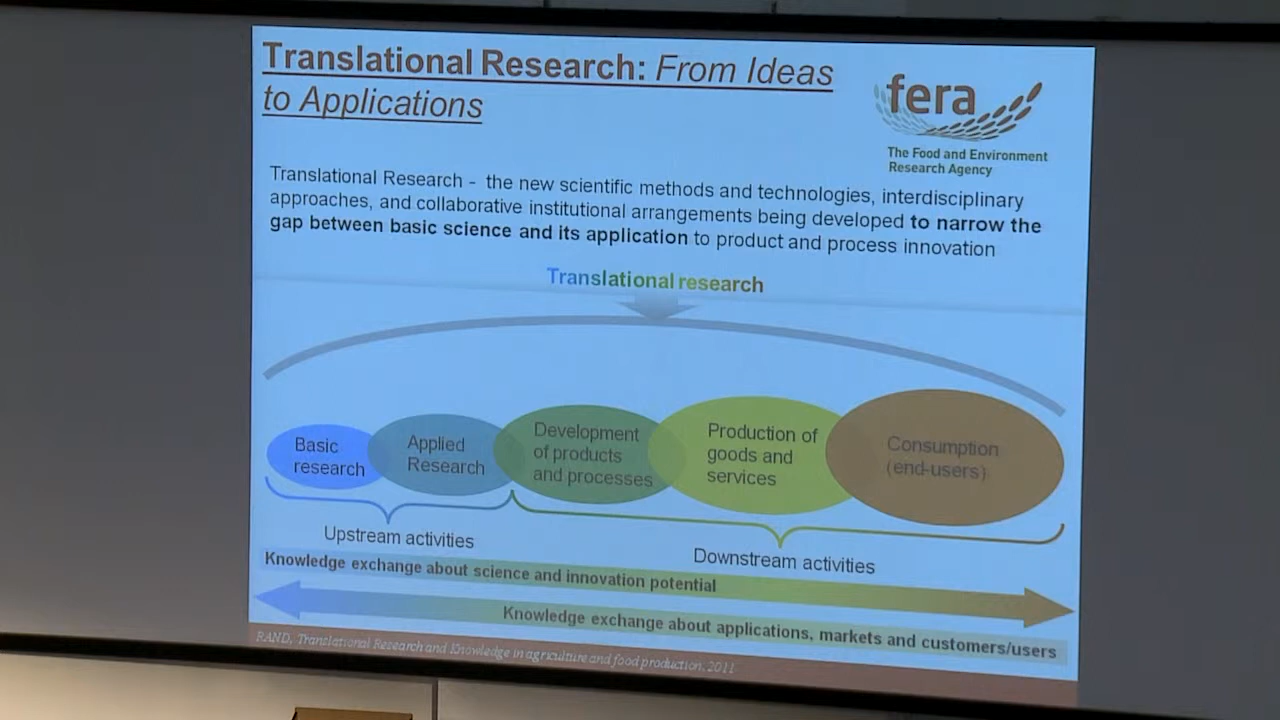 Translational Research: From Ideas
to Applications
fera
The Food and Environment
Research Agency
Translational Research - the new scientific methods and technologies, interdisciplinary
approaches, and collaborative institutional arrangements being developed to narrow the
gap between basic science and its application to product and process innovation
Translational research
Basic
research
Applied
Research
Development
of products
and processes
Production of
goods and
services
Consumption
(end-users)
Upstream activities
Downstream activities
Knowledge exchange about science and innovation potential
Knowledge exchange about applications, markets and customers/users
RAND, Translational Research and Knowledge in agriculture and food production, 2011